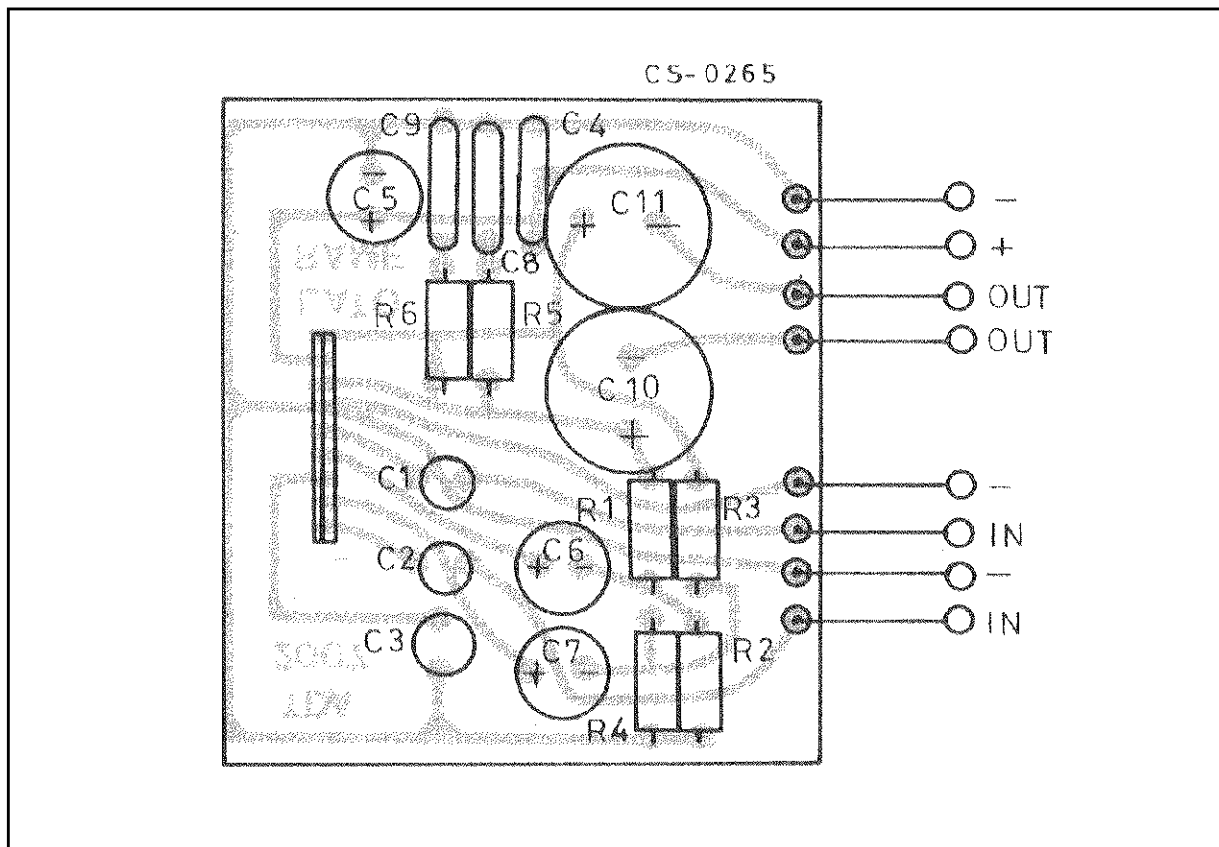 CS-0265
C9 C4
C5 C11 -
+
C8
R6 R5 OUT
OUT
C10
C1 -
R1 R3
IN
C2 C6 -
IN
C3 C7 R2
R4